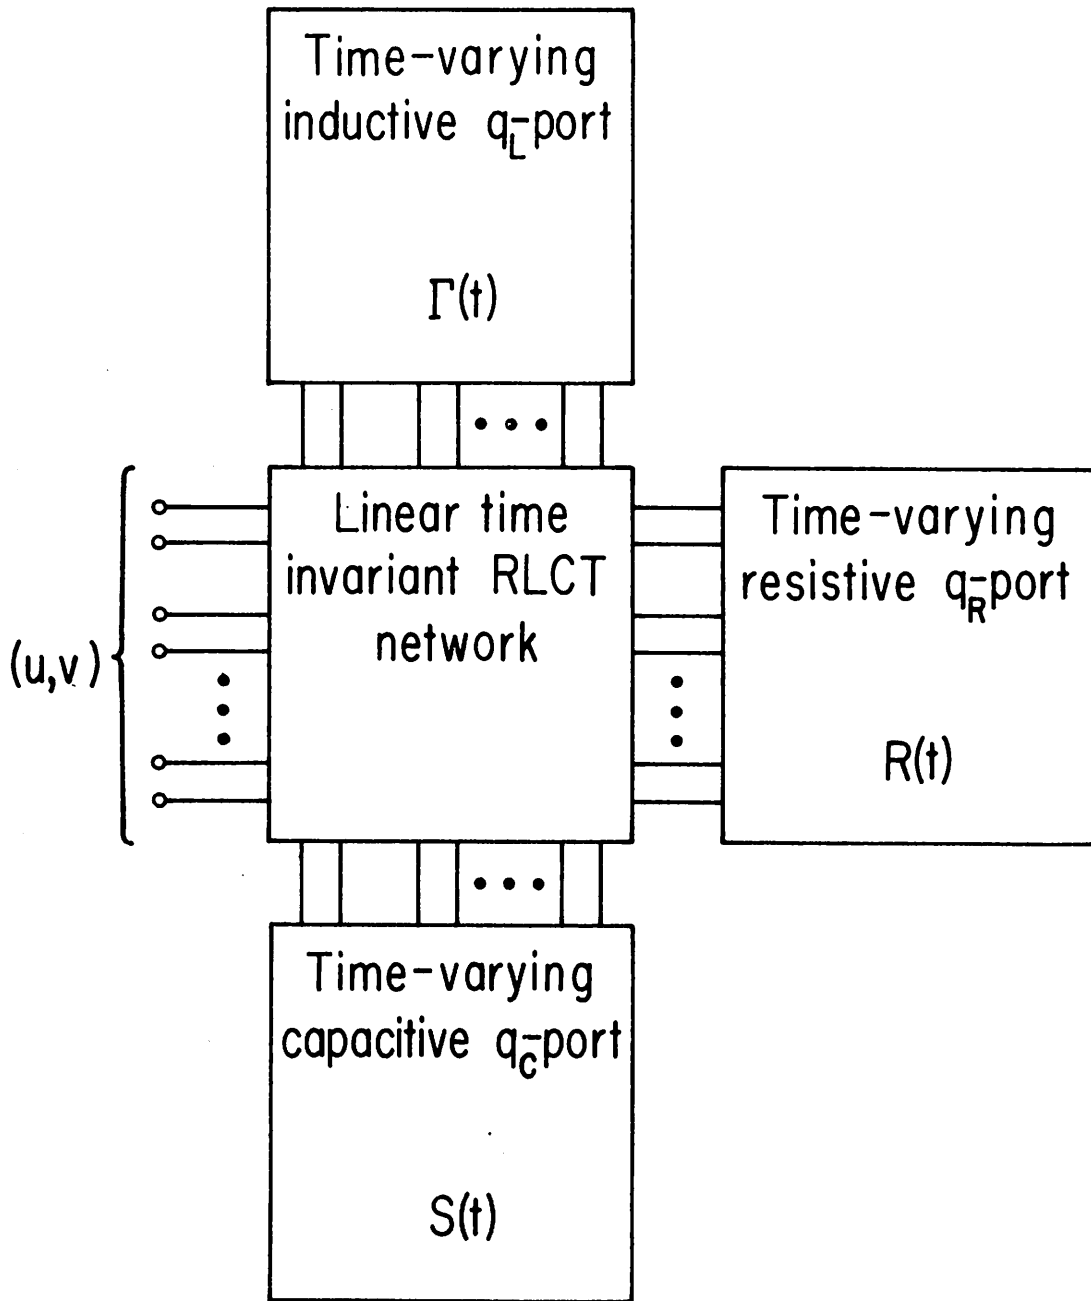 Time-varying
inductive q_L-port
Γ(t)
Linear time
invariant RLCT
network
Time-varying
resistive q_R-port
R(t)
(u,v)
Time-varying
capacitive q_C-port
S(t)